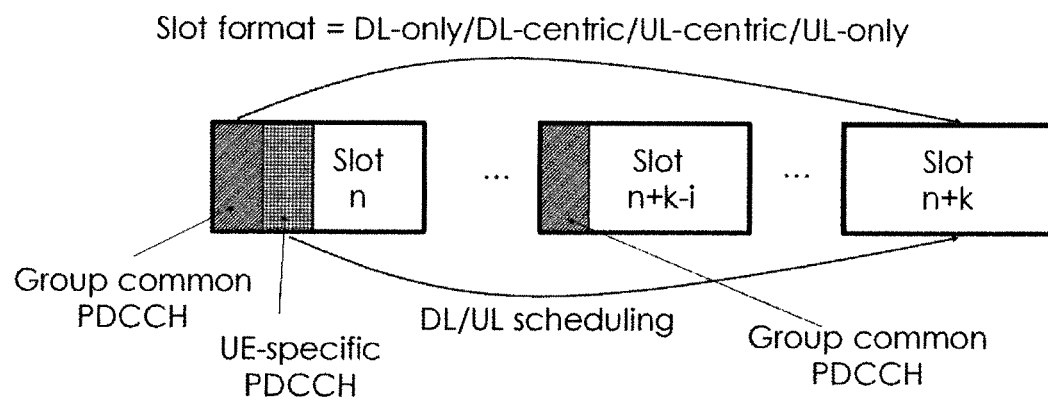 Slot format = DL-only/DL-centric/UL-centric/UL-only
Slot
n
...
Slot
n+k-i
...
Slot
n+k
Group common
PDCCH
UE-specific
PDCCH
DL/UL scheduling
Group common
PDCCH